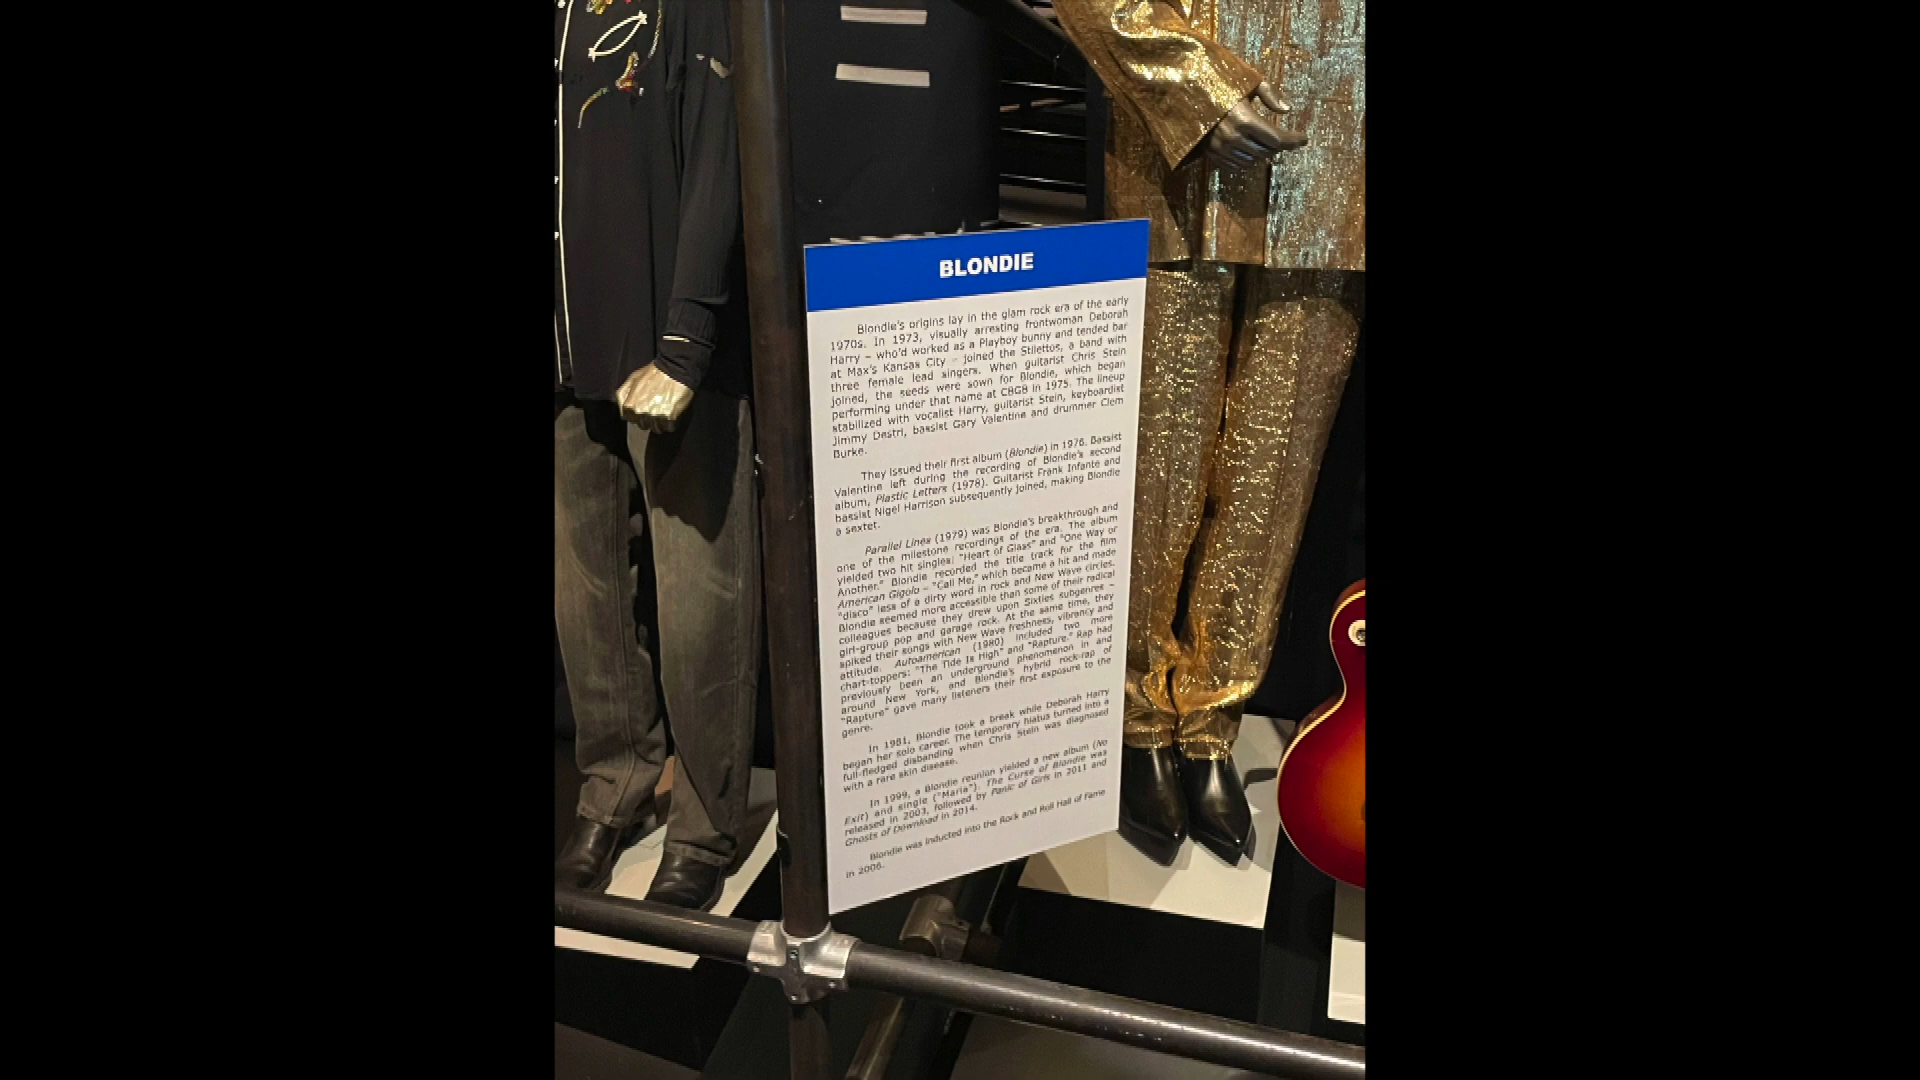 BLONDIE
Blondie's origins lay in the glam rock era of the early
1970s. In 1973, visually arresting frontwoman Deborah
Harry – who'd worked as a Playboy bunny and tended bar
at Max's Kansas City – joined the Stilettos, a band with
three female lead singers. When guitarist Chris Stein
joined, the seeds were sown for Blondie, which began
performing under that name at CBGB in 1975. The lineup
stabilized with vocalist Harry, guitarist Stein, keyboardist
Jimmy Destri, bassist Gary Valentine and drummer Clem
Burke.
They issued their first album (Blondie) in 1976. Bassist
Valentine left during the recording of Blondie's second
album, Plastic Letters (1978). Guitarist Frank Infante and
bassist Nigel Harrison subsequently joined, making Blondie
a sextet.
Parallel Lines (1979) was Blondie's breakthrough and
one of the milestone recordings of the era. The album
yielded two hit singles: "Heart of Glass" and "One Way or
Another." Blondie recorded the title track for the film
American Gigolo – "Call Me," which became a hit and made
"disco" less of a dirty word in rock and New Wave circles.
Blondie seemed more accessible than some of their radical
colleagues because they drew upon Sixties subgenres –
girl-group pop and garage rock. At the same time, they
spiked their songs with New Wave freshness, vibrancy and
attitude. Autoamerican (1980) included two more
chart-toppers: "The Tide Is High" and "Rapture." Rap had
previously been an underground phenomenon in and
around New York, and Blondie's hybrid rock-rap of
"Rapture" gave many listeners their first exposure to the
genre.
In 1981, Blondie took a break while Deborah Harry
began her solo career. The temporary hiatus turned into a
full-fledged disbanding when Chris Stein was diagnosed
with a rare skin disease.
In 1999, a Blondie reunion yielded a new album (No
Exit) and single ("Maria"). The Curse of Blondie was
released in 2003, followed by Panic of Girls in 2011 and
Ghosts of Download in 2014.
Blondie was inducted into the Rock and Roll Hall of Fame
in 2006.